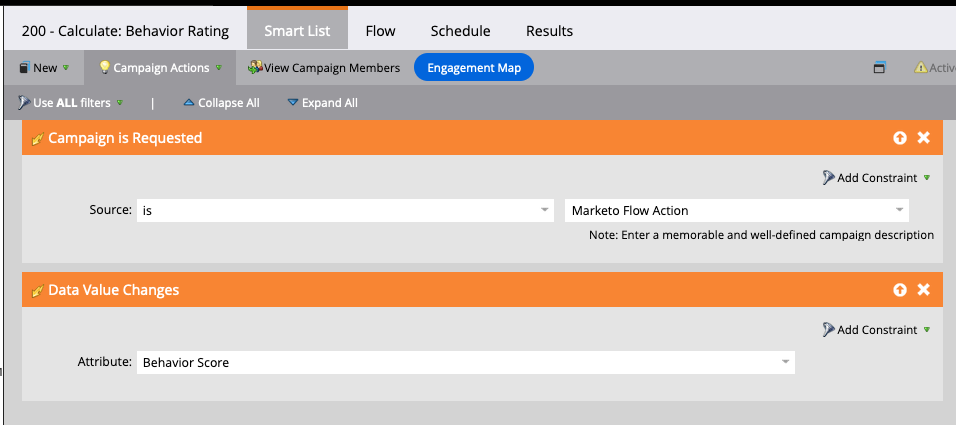 200 - Calculate: Behavior Rating Smart List Flow Schedule Results
New Campaign Actions View Campaign Members Engagement Map
Use ALL filters | Collapse All Expand All
Campaign is Requested
Add Constraint
Source: is Marketo Flow Action
Note: Enter a memorable and well-defined campaign description
Data Value Changes
Add Constraint
Attribute: Behavior Score